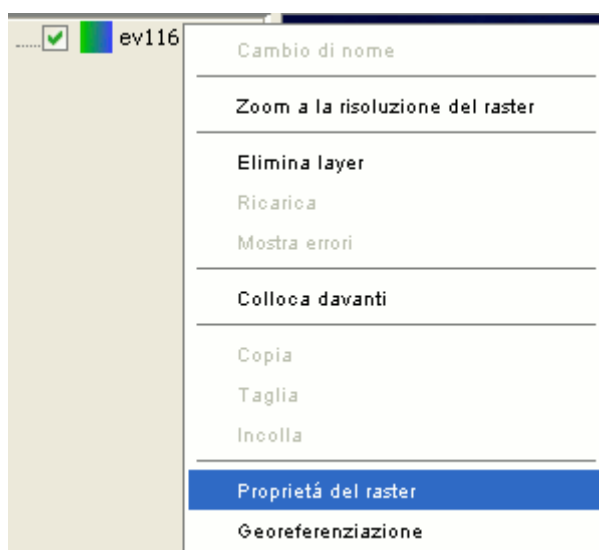 ev116
Cambio di nome
Zoom a la risoluzione del raster
Elimina layer
Ricarica
Mostra errori
Colloca davanti
Copia
Taglia
Incolla
Proprietá del raster
Georeferenziazione